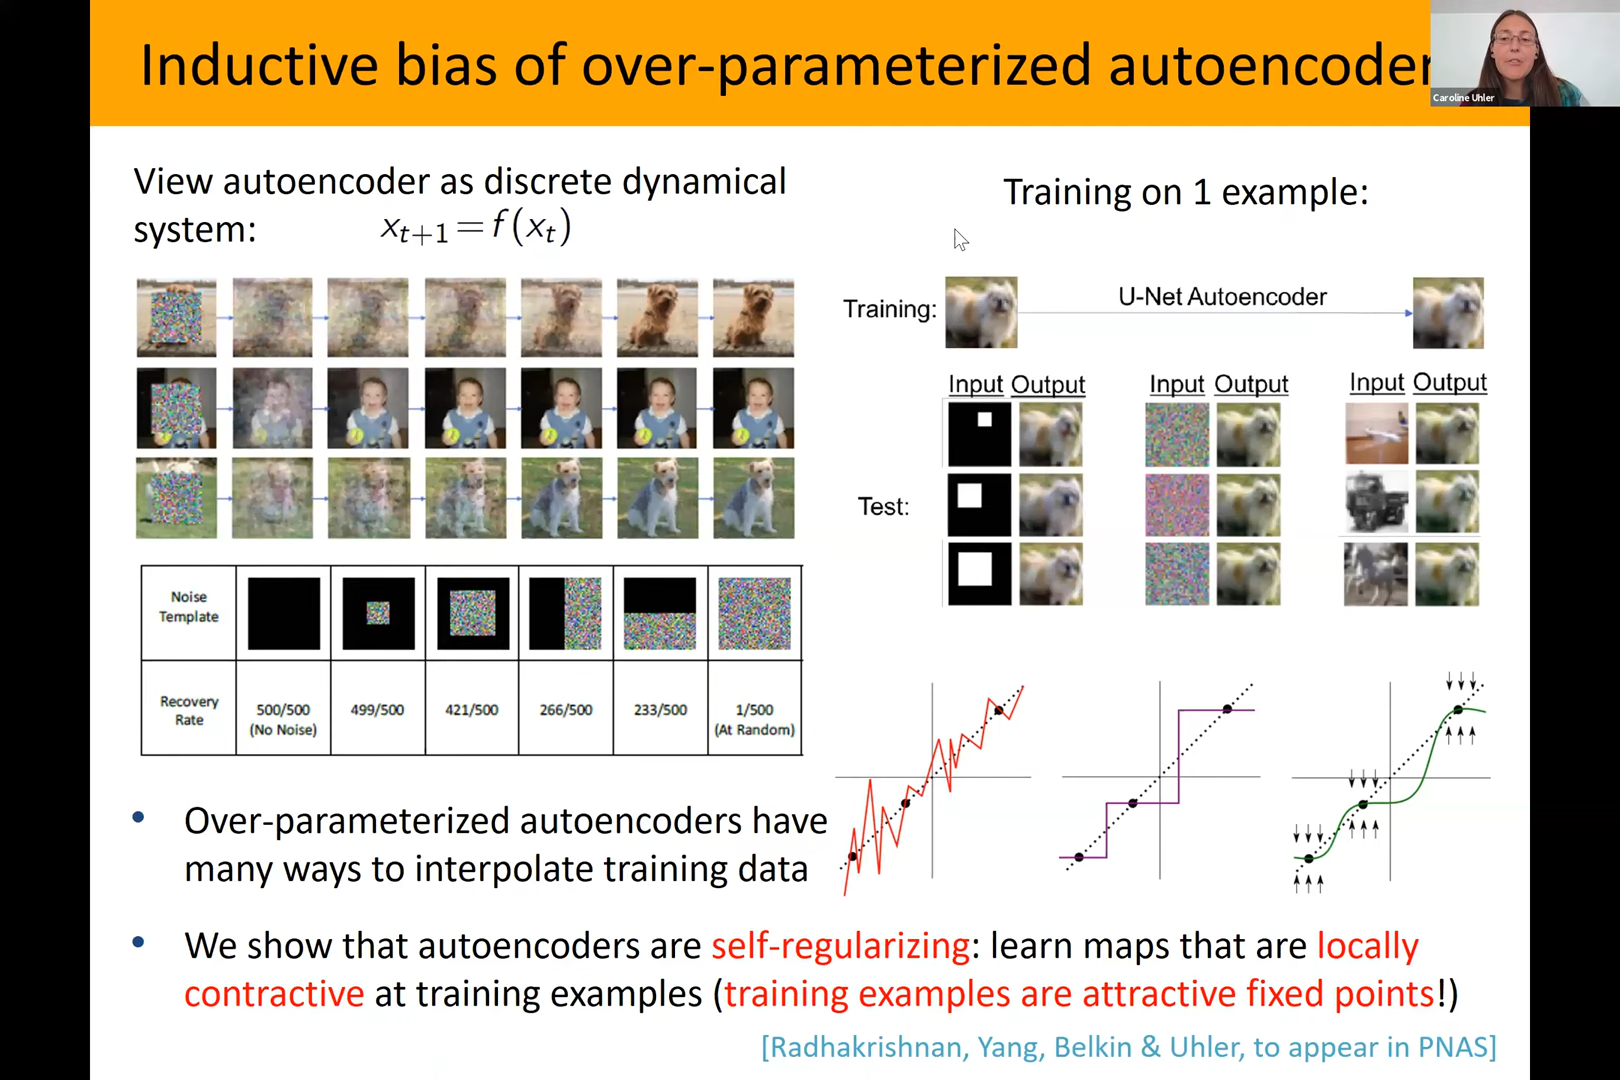 Inductive bias of over-parameterized autoencoder
Caroline Uhler
View autoencoder as discrete dynamical
system: x_{t+1} = f(x_t)
Training on 1 example:
Training:
U-Net Autoencoder
Input Output Input Output Input Output
Test:
Noise
Template
Recovery
Rate
500/500
(No Noise)
499/500
421/500
266/500
233/500
1/500
(At Random)
• Over-parameterized autoencoders have
many ways to interpolate training data
• We show that autoencoders are self-regularizing: learn maps that are locally
contractive at training examples (training examples are attractive fixed points!)
[Radhakrishnan, Yang, Belkin & Uhler, to appear in PNAS]